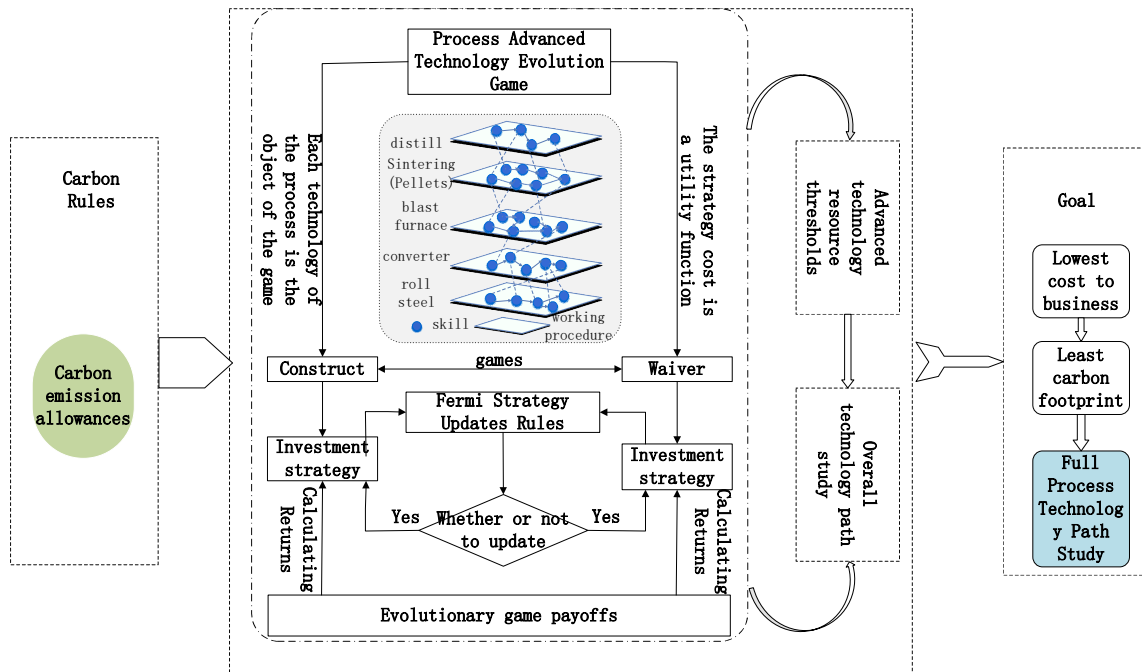 Carbon
Rules
Carbon
emission
allowances
Process Advanced
Technology Evolution
Game
Each technology of
the process is the
object of the game
distill
Sintering
(Pellets)
blast
furnace
converter
roll
steel
skill
working
procedure
The strategy cost is
a utility function
Construct
games
Waiver
Fermi Strategy
Updates Rules
Investment
strategy
Investment
strategy
Yes
Whether or not
to update
Yes
Calculating
Returns
Calculating
Returns
Evolutionary game payoffs
Advanced
technology
resource
thresholds
Overall
technology path
study
Goal
Lowest
cost to
business
Least
carbon
footprint
Full
Process
Technolog
y Path
Study